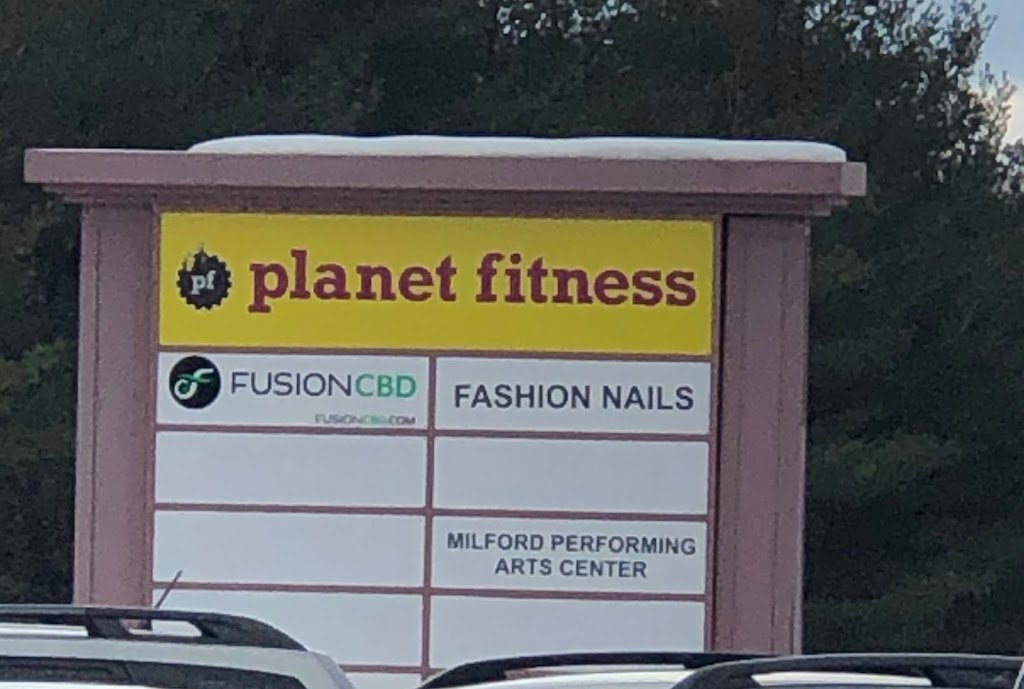 pf planet fitness
FUSIONCBD
FUSIONCBD.COM
FASHION NAILS
MILFORD PERFORMING
ARTS CENTER